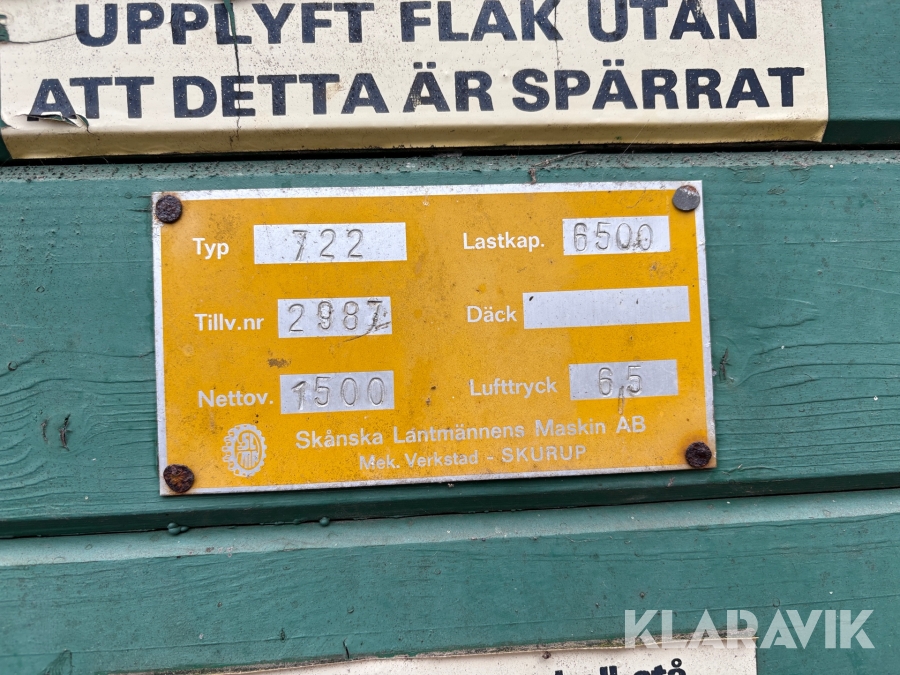 UPPLYFT FLAK UTAN
ATT DETTA ÄR SPÄRRAT
Typ 722 Lastkap. 6500
Tillv.nr 2987 Däck
Nettov. 1500 Lufttryck 6,5
Skånska Lantmännens Maskin AB
Mek. Verkstad - SKURUP
KLARAVIK